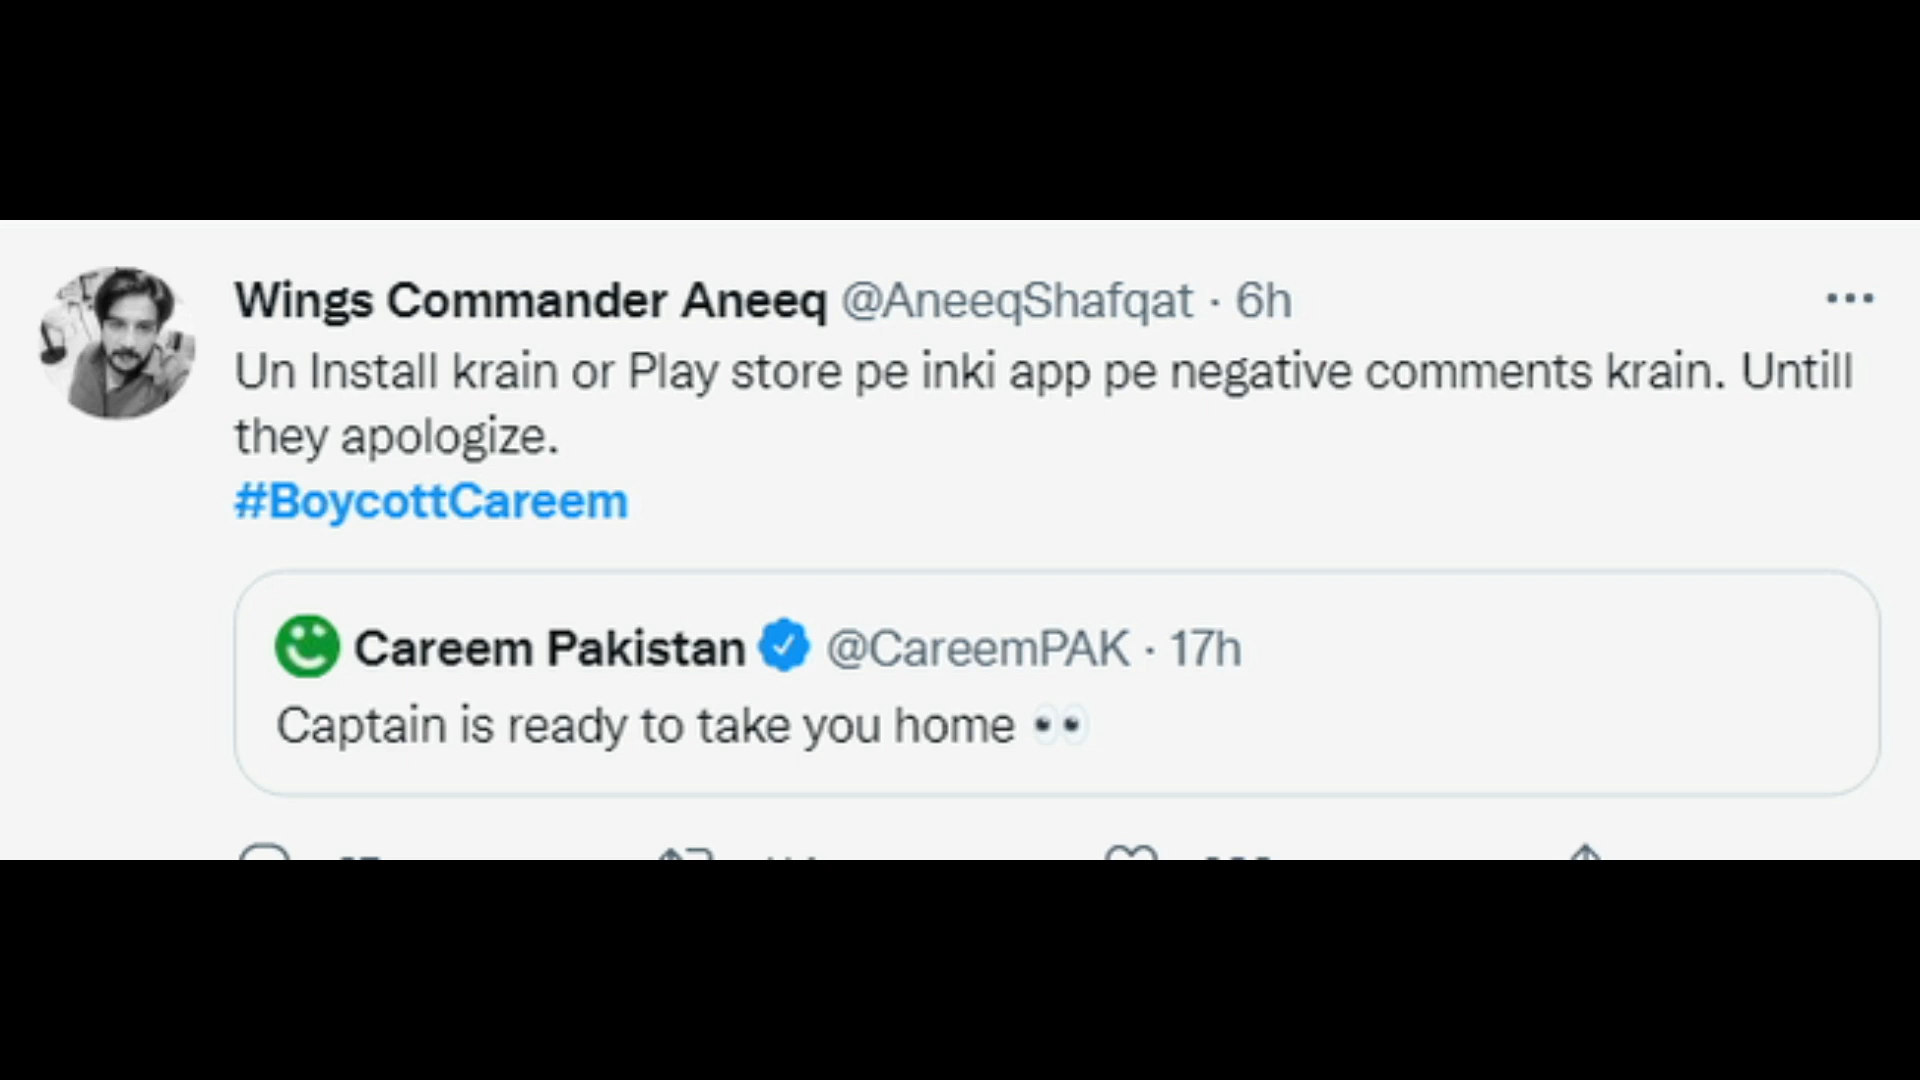 Wings Commander Aneeq @AneeqShafqat · 6h
Un Install krain or Play store pe inki app pe negative comments krain. Untill
they apologize.
#BoycottCareem
Careem Pakistan @CareemPAK · 17h
Captain is ready to take you home 👀